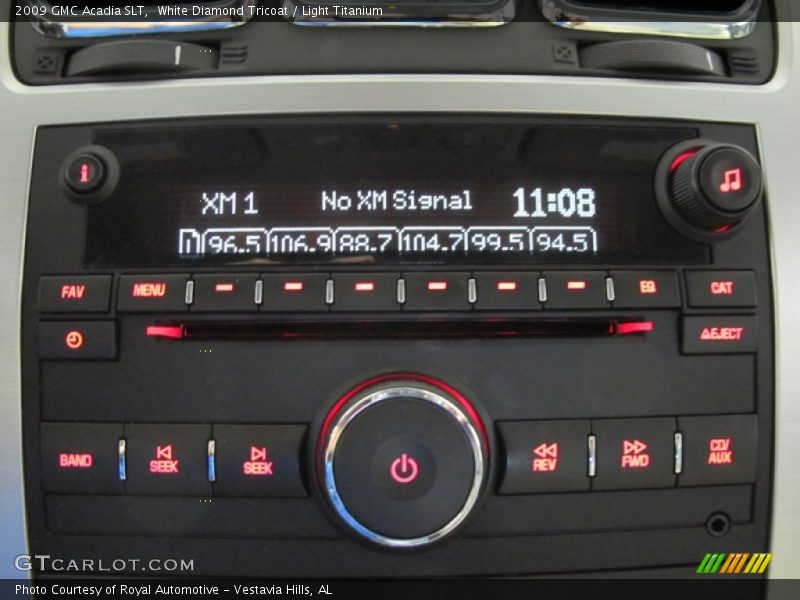 2009 GMC Acadia SLT,  White Diamond Tricoat / Light Titanium
i
XM 1 No XM Signal 11:08
1 96.5 106.9 88.7 104.7 99.5 94.5
FAV MENU EQ CAT
EJECT
BAND SEEK SEEK REV FWD CD/AUX
GTCARLOT.COM
Photo Courtesy of Royal Automotive – Vestavia Hills, AL